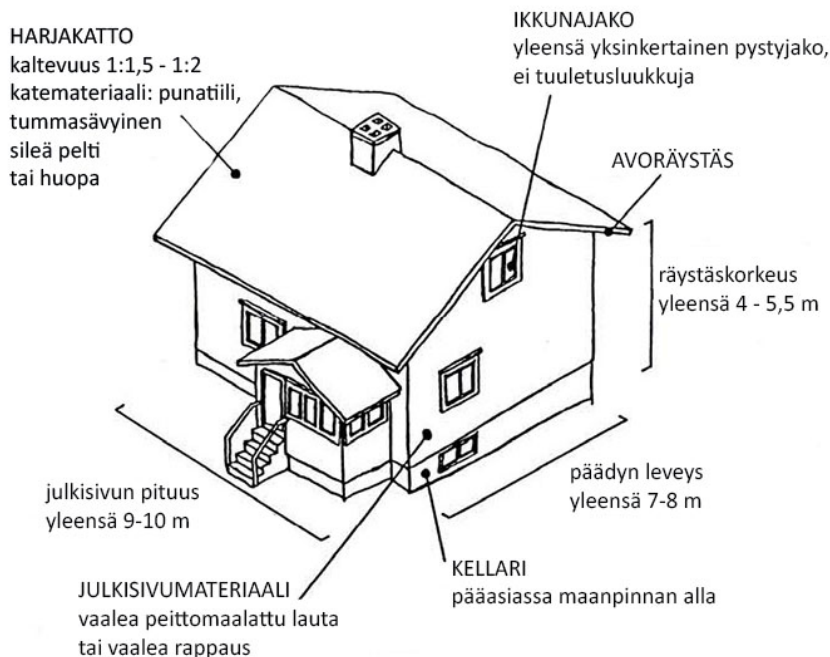 HARJAKATTO
kaltevuus 1:1,5 - 1:2
katemateriaali: punatiili,
tummasävyinen
sileä pelti
tai huopa
IKKUNAJAKO
yleensä yksinkertainen pystyjako,
ei tuuletusluukkuja
AVORÄYSTÄS
räystäskorkeus
yleensä 4 - 5,5 m
julkisivun pituus
yleensä 9-10 m
päädyn leveys
yleensä 7-8 m
JULKISIVUMATERIAALI
vaalea peittomaalattu lauta
tai vaalea rappaus
KELLARI
pääasiassa maanpinnan alla